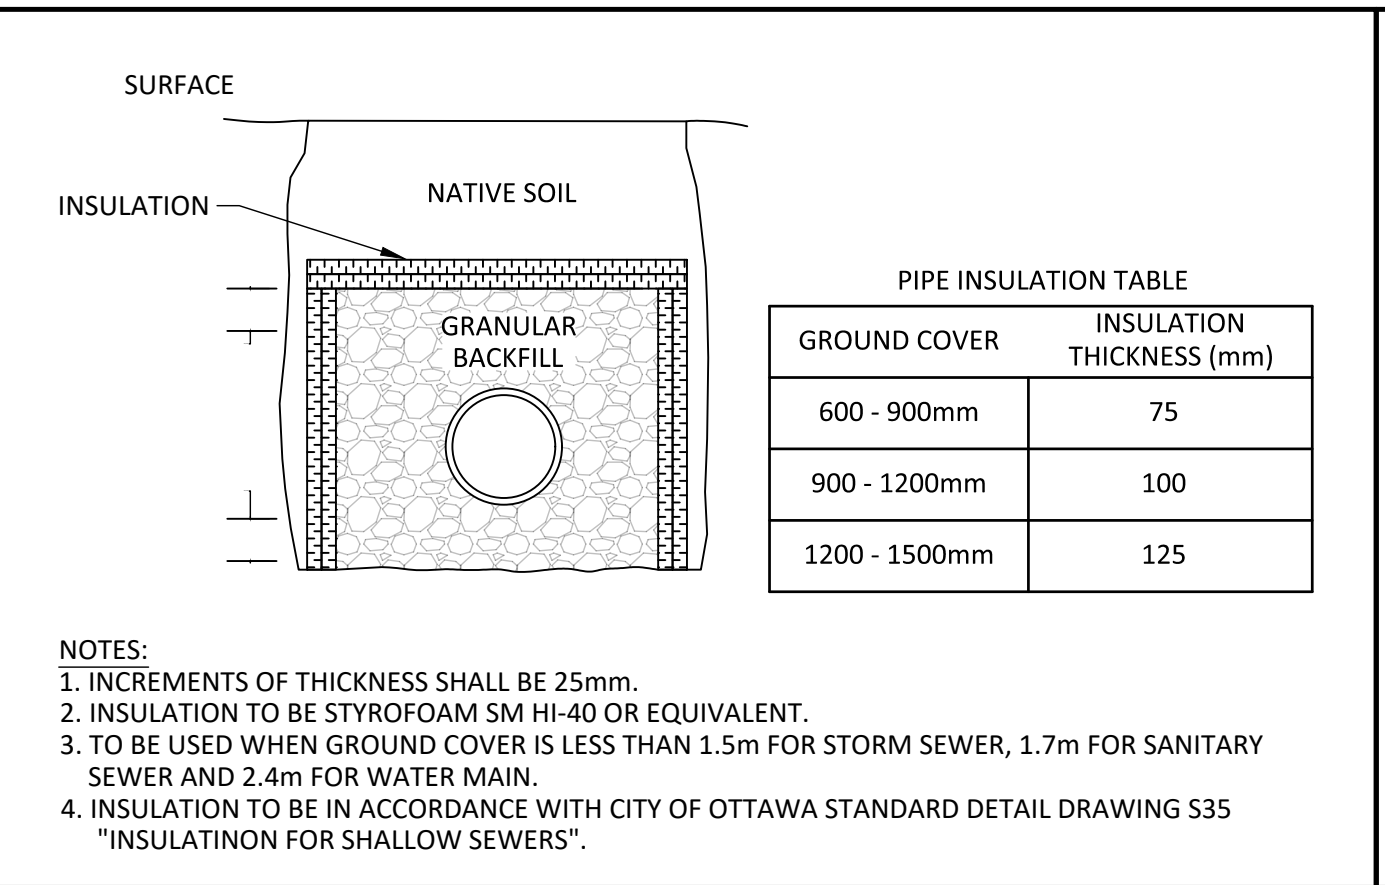 SURFACE
NATIVE SOIL
INSULATION
GRANULAR
BACKFILL
PIPE INSULATION TABLE
GROUND COVER
INSULATION
THICKNESS (mm)
600 - 900mm
75
900 - 1200mm
100
1200 - 1500mm
125
NOTES:
1. INCREMENTS OF THICKNESS SHALL BE 25mm.
2. INSULATION TO BE STYROFOAM SM HI-40 OR EQUIVALENT.
3. TO BE USED WHEN GROUND COVER IS LESS THAN 1.5m FOR STORM SEWER, 1.7m FOR SANITARY
SEWER AND 2.4m FOR WATER MAIN.
4. INSULATION TO BE IN ACCORDANCE WITH CITY OF OTTAWA STANDARD DETAIL DRAWING S35
"INSULATINON FOR SHALLOW SEWERS".